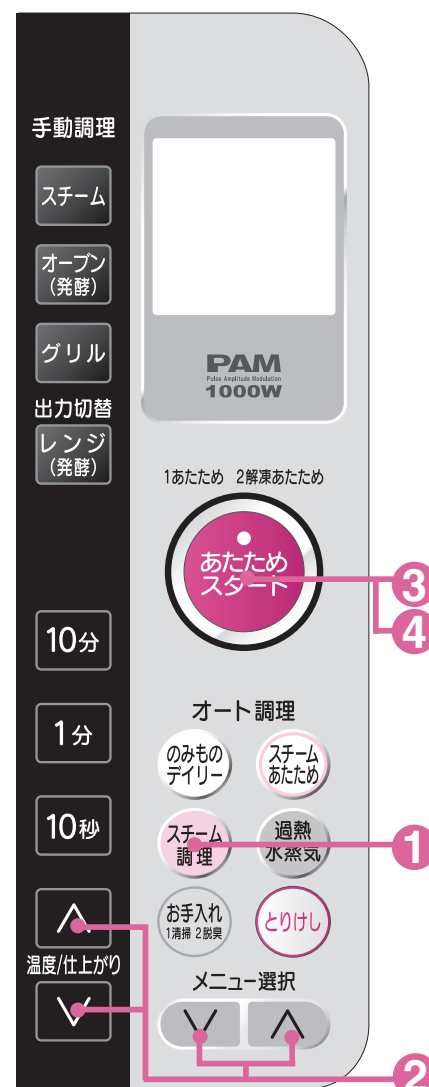 手動調理
スチーム
オーブン
(発酵)
グリル
出力切替
レンジ
(発酵)
10分
1分
10秒
∧
温度/仕上がり
∨
PAM
Pulse Amplitude Modulation
1000W
1あたため 2解凍あたため
あたため
スタート
3
4
オート調理
のみもの
デイリー
スチーム
あたため
スチーム
調理
1
過熱
水蒸気
お手入れ
1清掃 2脱臭
とりけし
メニュー選択
∨ ∧
2